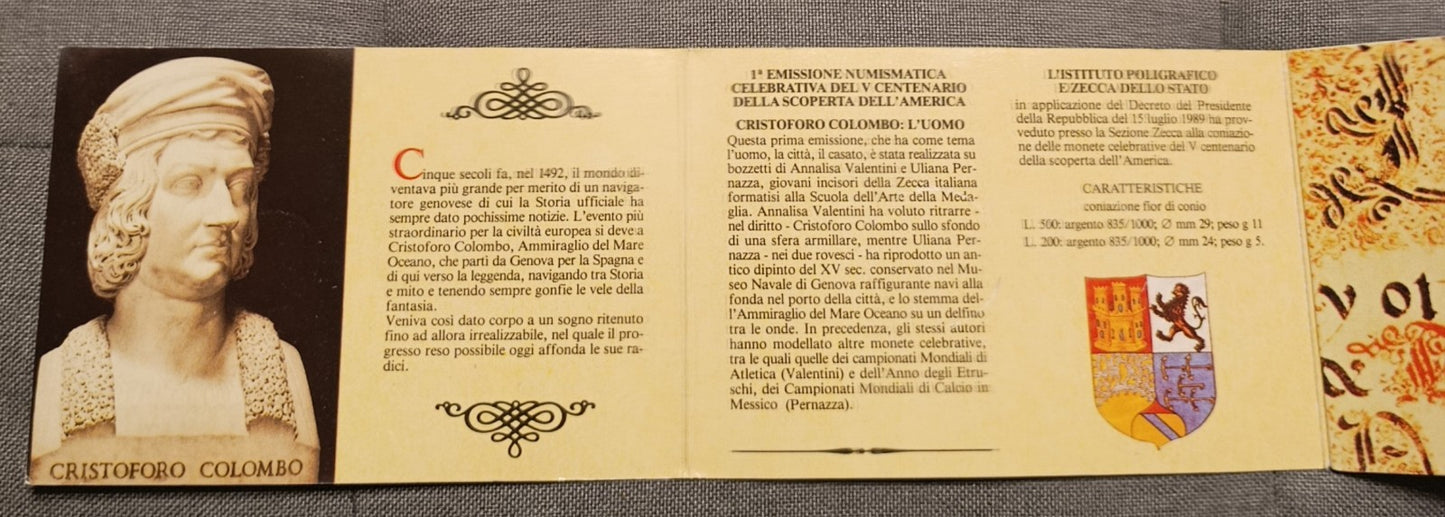 CRISTOFORO COLOMBO
Cinque secoli fa, nel 1492, il mondo di-
ventava più grande per merito di un naviga-
tore genovese di cui la Storia ufficiale ha
sempre dato pochissime notizie. L'evento più
straordinario per la civiltà europea si deve a
Cristoforo Colombo, Ammiraglio del Mare
Oceano, che partì da Genova per la Spagna e
di qui verso la leggenda, navigando tra Storia
e mito e tenendo sempre gonfie le vele della
fantasia.
Veniva così dato corpo a un sogno ritenuto
fino ad allora irrealizzabile, nel quale il pro-
gresso reso possibile oggi affonda le sue ra-
dici.
1ª EMISSIONE NUMISMATICA
CELEBRATIVA DEL V CENTENARIO
DELLA SCOPERTA DELL'AMERICA
CRISTOFORO COLOMBO: L'UOMO
Questa prima emissione, che ha come tema
l'uomo, la città, il casato, è stata realizzata su
bozzetti di Annalisa Valentini e Uliana Per-
nazza, giovani incisori della Zecca italiana
formatisi alla Scuola dell'Arte della Meda-
glia. Annalisa Valentini ha voluto ritrarre -
nel diritto - Cristoforo Colombo sullo sfondo
di una sfera armillare, mentre Uliana Per-
nazza - nei due rovesci - ha riprodotto un an-
tico dipinto del XV sec. conservato nel Mu-
seo Navale di Genova raffigurante navi alla
fonda nel porto della città, e lo stemma del-
l'Ammiraglio del Mare Oceano su un delfino
tra le onde. In precedenza, gli stessi autori
hanno modellato altre monete celebrative,
tra le quali quelle dei campionati Mondiali di
Atletica (Valentini) e dell'Anno degli Etru-
schi, dei Campionati Mondiali di Calcio in
Messico (Pernazza).
L'ISTITUTO POLIGRAFICO
E ZECCA DELLO STATO
in applicazione del Decreto del Presidente
della Repubblica del 15 luglio 1989 ha prov-
veduto presso la Sezione Zecca alla coniazio-
ne delle monete celebrative del V centenario
della scoperta dell'America.
CARATTERISTICHE
coniazione fior di conio
L. 500: argento 835/1000; ∅ mm 29; peso g 11
L. 200: argento 835/1000; ∅ mm 24; peso g 5.